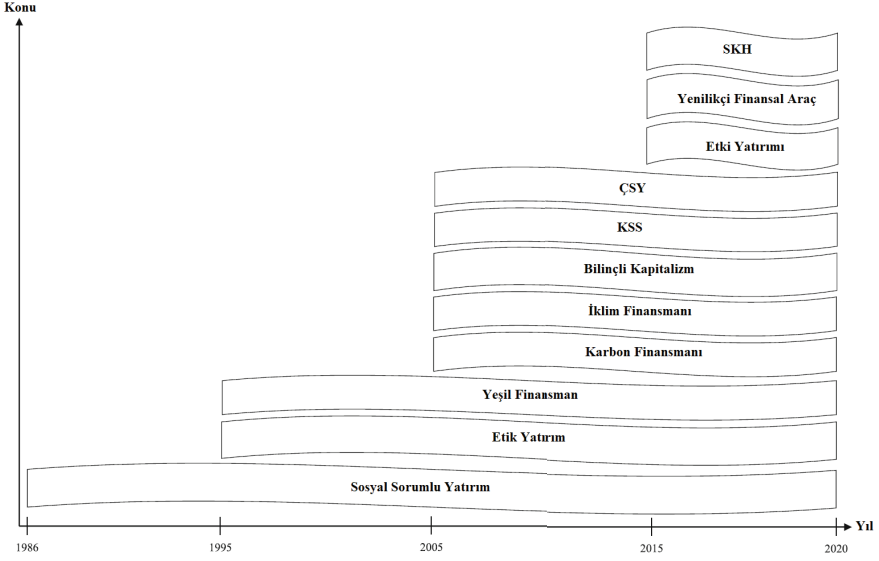 Konu
SKH
Yenilikçi Finansal Araç
Etki Yatırımı
ÇSY
KSS
Bilinçli Kapitalizm
İklim Finansmanı
Karbon Finansmanı
Yeşil Finansman
Etik Yatırım
Sosyal Sorumlu Yatırım
Yıl
1986
1995
2005
2015
2020